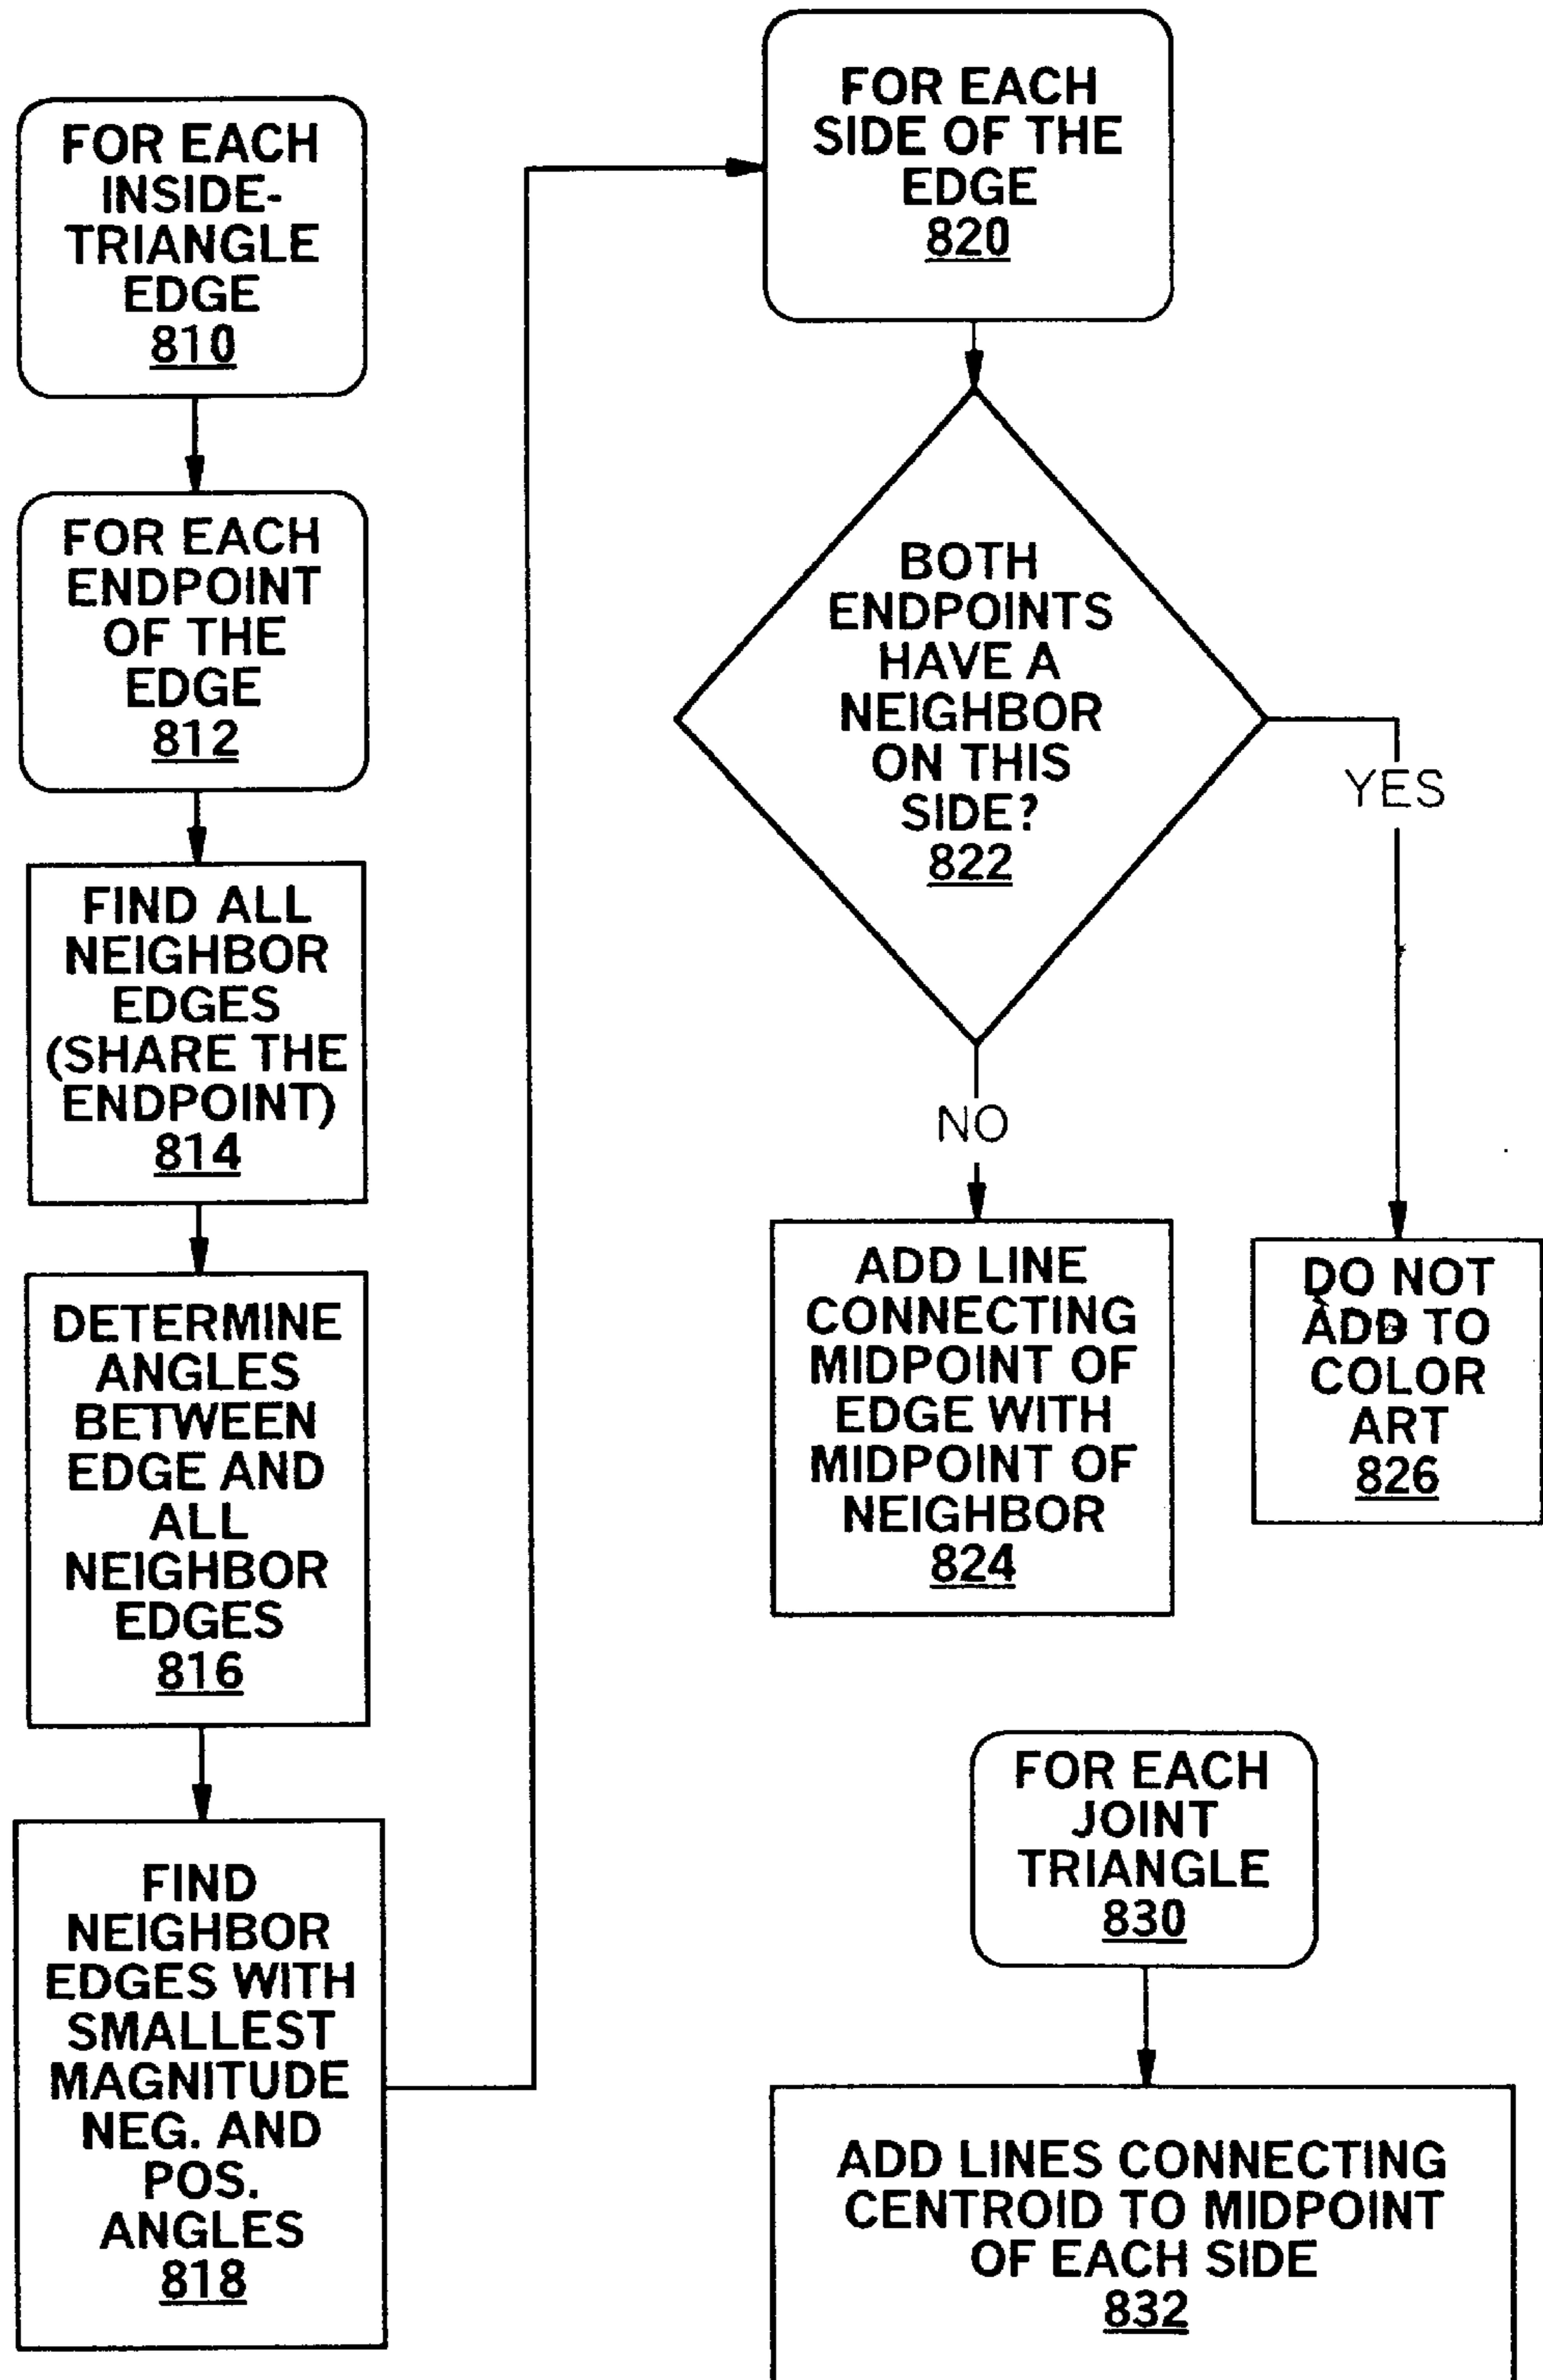 FOR EACH
INSIDE-
TRIANGLE
EDGE
810
FOR EACH
ENDPOINT
OF THE
EDGE
812
FIND ALL
NEIGHBOR
EDGES
(SHARE THE
ENDPOINT)
814
DETERMINE
ANGLES
BETWEEN
EDGE AND
ALL
NEIGHBOR
EDGES
816
FIND
NEIGHBOR
EDGES WITH
SMALLEST
MAGNITUDE
NEG. AND
POS.
ANGLES
818
FOR EACH
SIDE OF THE
EDGE
820
BOTH
ENDPOINTS
HAVE A
NEIGHBOR
ON THIS
SIDE?
822
YES
NO
ADD LINE
CONNECTING
MIDPOINT OF
EDGE WITH
MIDPOINT OF
NEIGHBOR
824
DO NOT
ADD TO
COLOR
ART
826
FOR EACH
JOINT
TRIANGLE
830
ADD LINES CONNECTING
CENTROID TO MIDPOINT
OF EACH SIDE
832